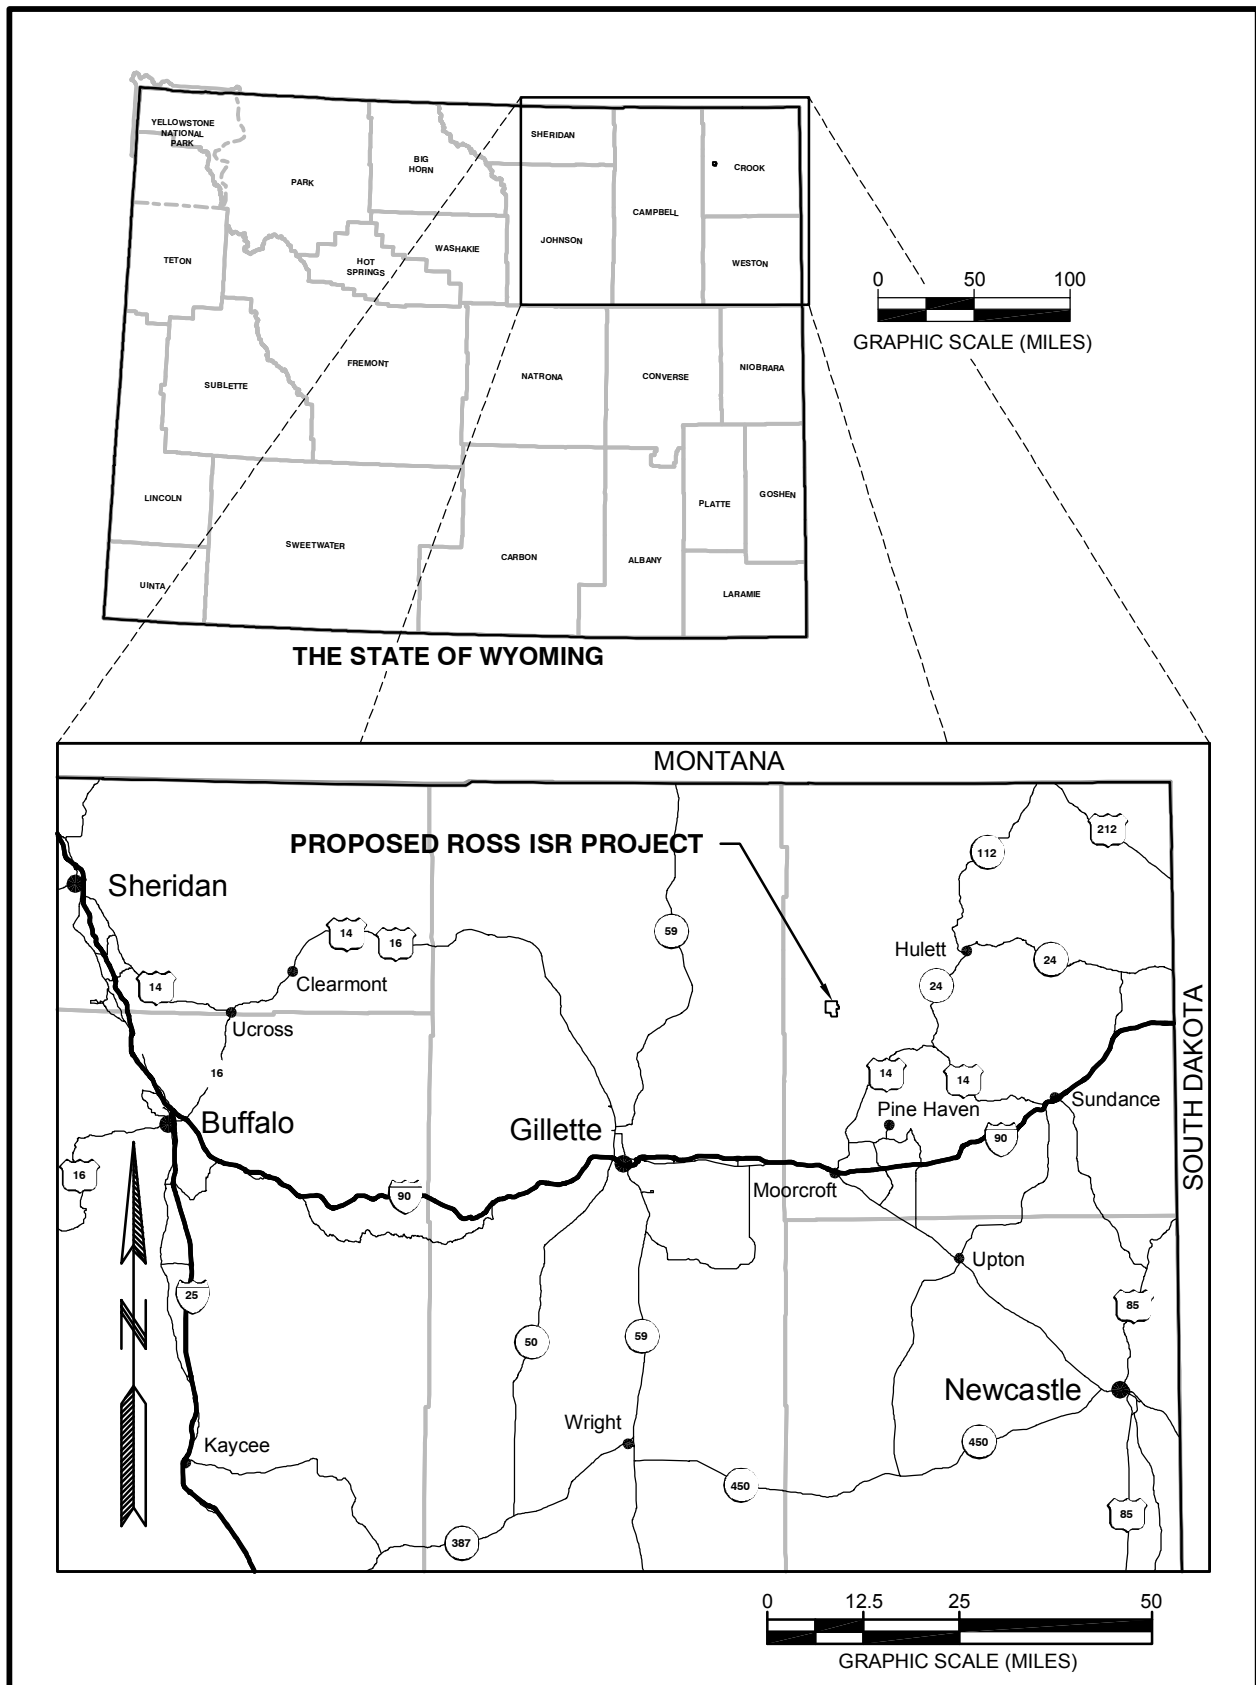 YELLOWSTONE
NATIONAL
PARK
SHERIDAN
BIG
HORN
CROOK
PARK
CAMPBELL
JOHNSON
WASHAKIE
TETON
HOT
SPRINGS
WESTON
0 50 100
GRAPHIC SCALE (MILES)
FREMONT
NIOBRARA
SUBLETTE
NATRONA
CONVERSE
LINCOLN
PLATTE
GOSHEN
SWEETWATER
CARBON
ALBANY
UINTA
LARAMIE
THE STATE OF WYOMING
MONTANA
212
PROPOSED ROSS ISR PROJECT
112
Sheridan
59
14
16
Hulett
24
Clearmont
14
24
Ucross
SOUTH DAKOTA
16
14
14
Sundance
Pine Haven
Buffalo
Gillette
90
16
Moorcroft
90
Upton
25
85
N
50
59
Newcastle
Wright
Kaycee
450
450
85
387
0 12.5 25 50
GRAPHIC SCALE (MILES)